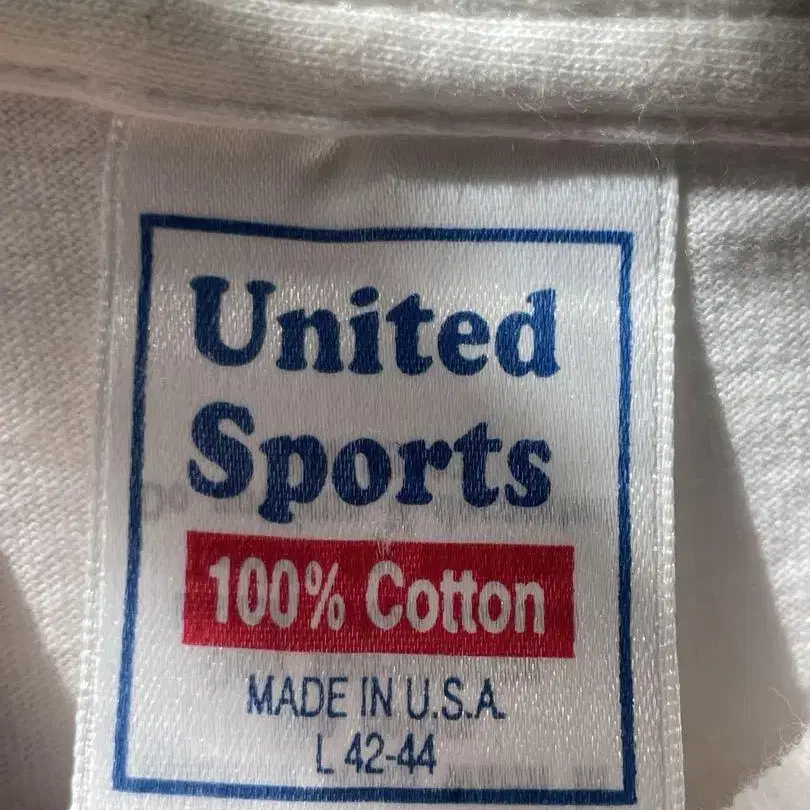 United
Sports
100% Cotton
MADE IN U.S.A.
L 42-44